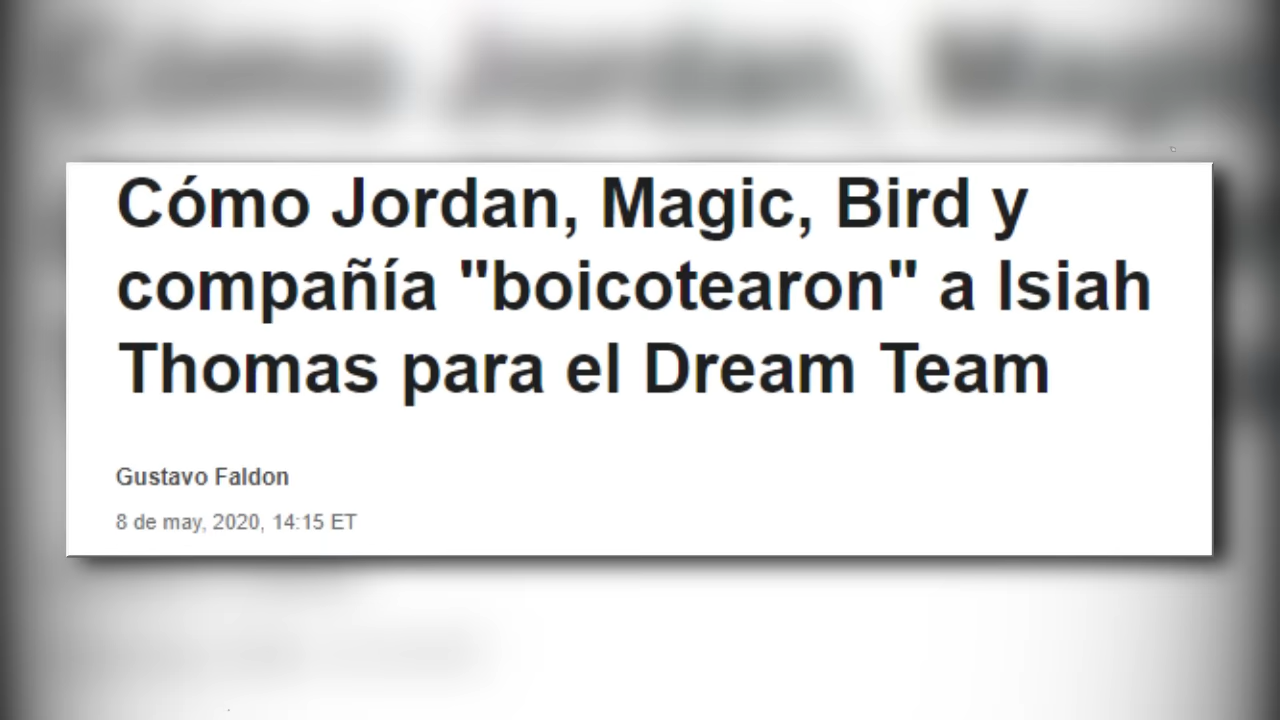 Cómo Jordan, Magic, Bird y
compañía "boicotearon" a Isiah
Thomas para el Dream Team
Gustavo Faldon
8 de may, 2020, 14:15 ET